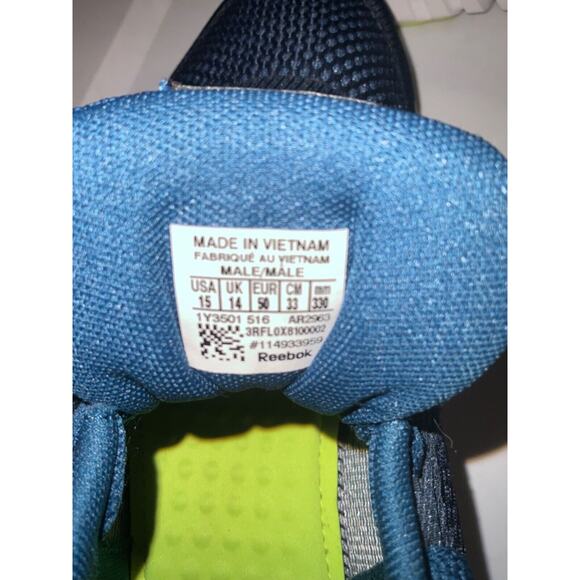 MADE IN VIETNAM
FABRIQUÉ AU VIETNAM
MALE/MÂLE
USA UK EUR CM mm
15 14 50 33 330
1Y3501 516 AR2963
3RFL0X8100002
#114933959
Reebok